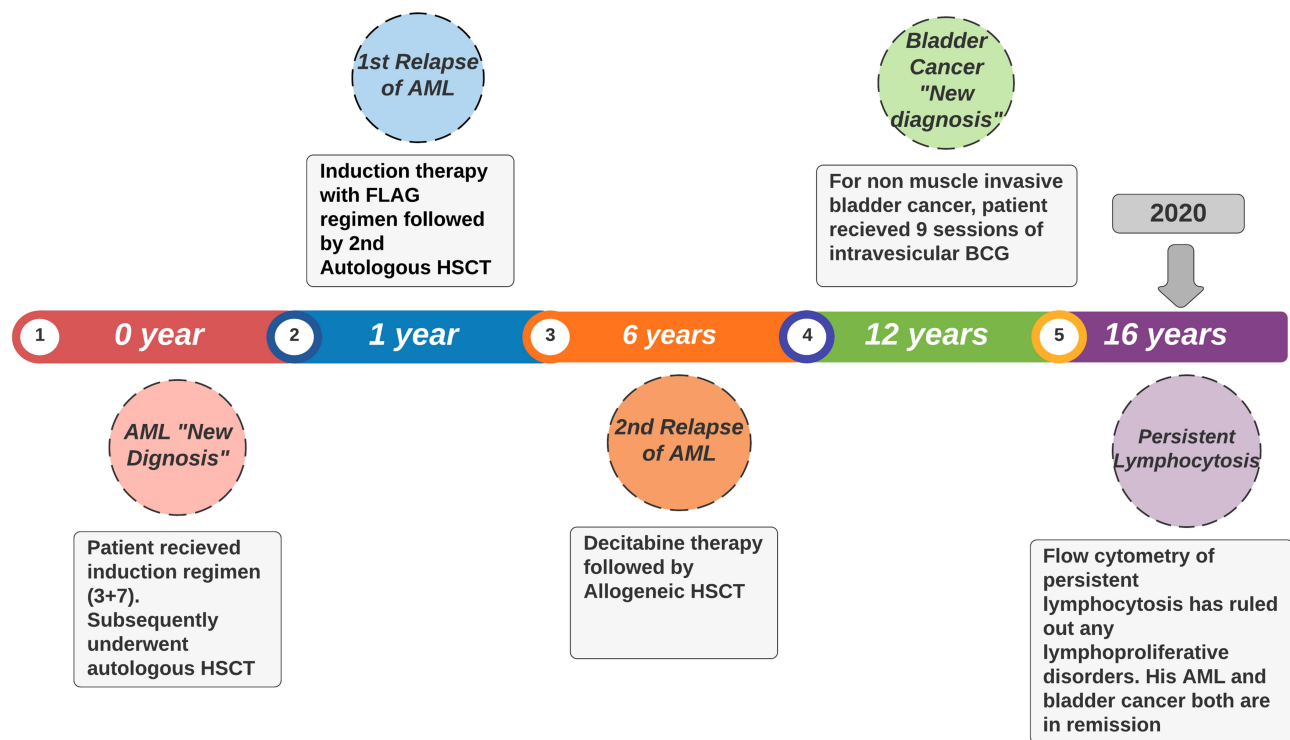 1st Relapse
of AML
Bladder
Cancer
"New
diagnosis"
Induction therapy
with FLAG
regimen followed
by 2nd
Autologous HSCT
For non muscle invasive
bladder cancer, patient
recieved 9 sessions of
intravesicular BCG
2020
1 0 year 2 1 year 3 6 years 4 12 years 5 16 years
AML "New
Dignosis"
2nd Relapse
of AML
Persistent
Lymphocytosis
Patient recieved
induction regimen
(3+7).
Subsequently
underwent
autologous HSCT
Decitabine therapy
followed by
Allogeneic HSCT
Flow cytometry of
persistent
lymphocytosis has ruled
out any
lymphoproliferative
disorders. His AML and
bladder cancer both are
in remission